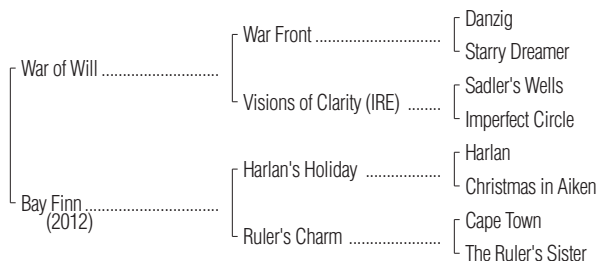 Danzig
War Front ........................................
Starry Dreamer
War of Will .....................................
Sadler's Wells
Visions of Clarity (IRE) ..........
Imperfect Circle
Harlan
Harlan's Holiday .......................
Christmas in Aiken
Bay Finn ..........................................
(2012)
Cape Town
Ruler's Charm .............................
The Ruler's Sister